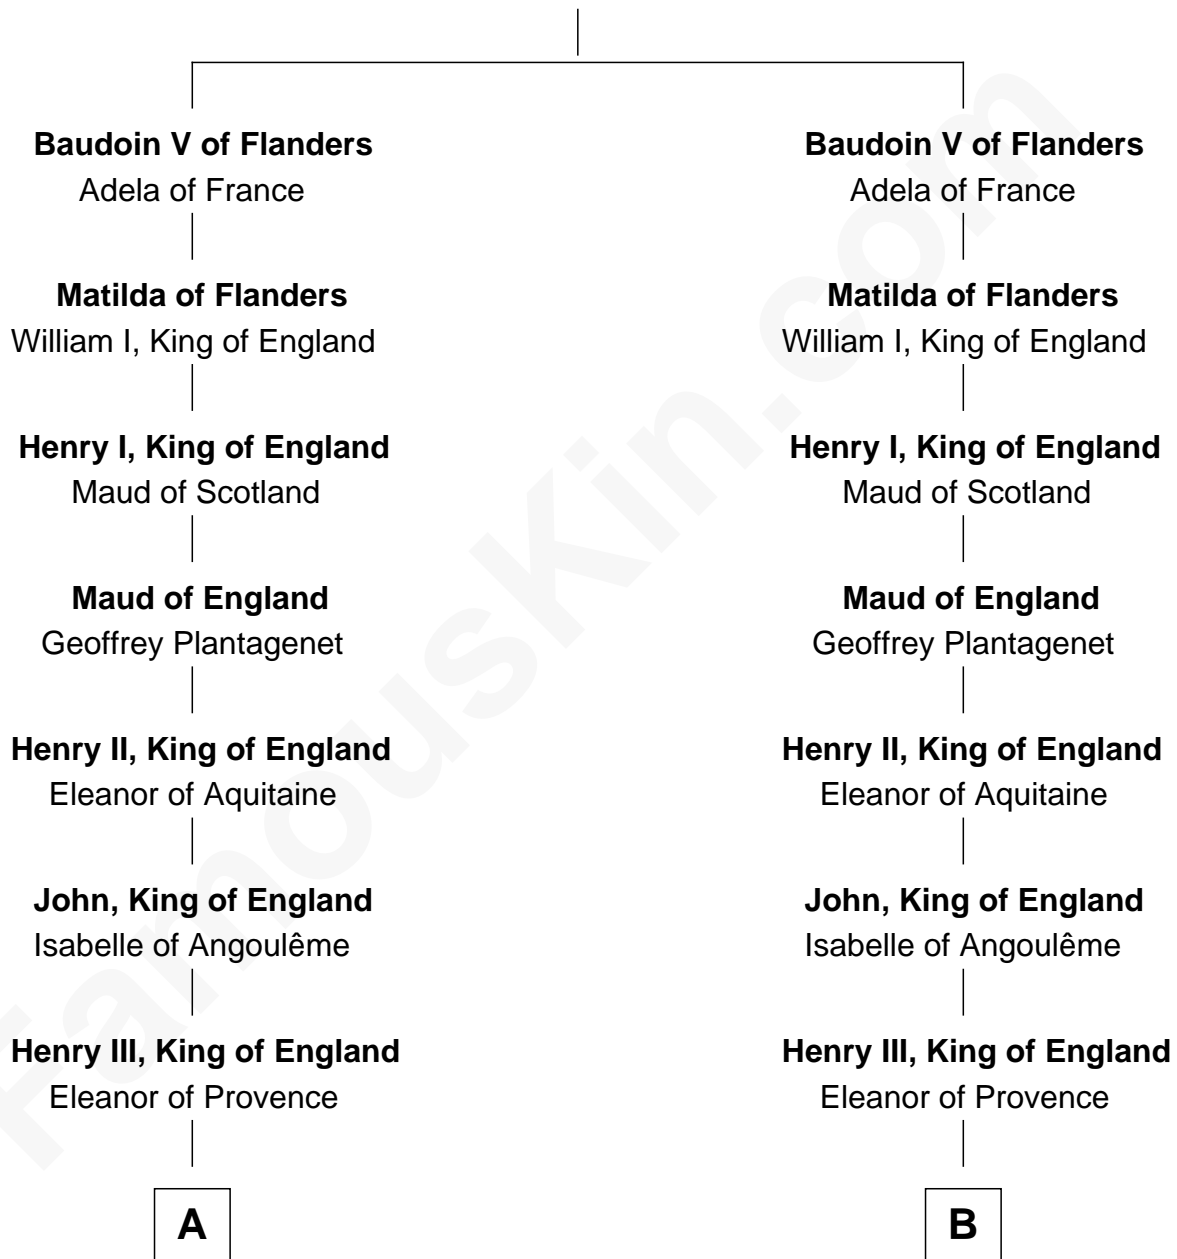 Baudoin V of Flanders
Adela of France
Matilda of Flanders
William I, King of England
Henry I, King of England
Maud of Scotland
Maud of England
Geoffrey Plantagenet
Henry II, King of England
Eleanor of Aquitaine
John, King of England
Isabelle of Angoulême
Henry III, King of England
Eleanor of Provence
A
Baudoin V of Flanders
Adela of France
Matilda of Flanders
William I, King of England
Henry I, King of England
Maud of Scotland
Maud of England
Geoffrey Plantagenet
Henry II, King of England
Eleanor of Aquitaine
John, King of England
Isabelle of Angoulême
Henry III, King of England
Eleanor of Provence
B
FamousKin.com